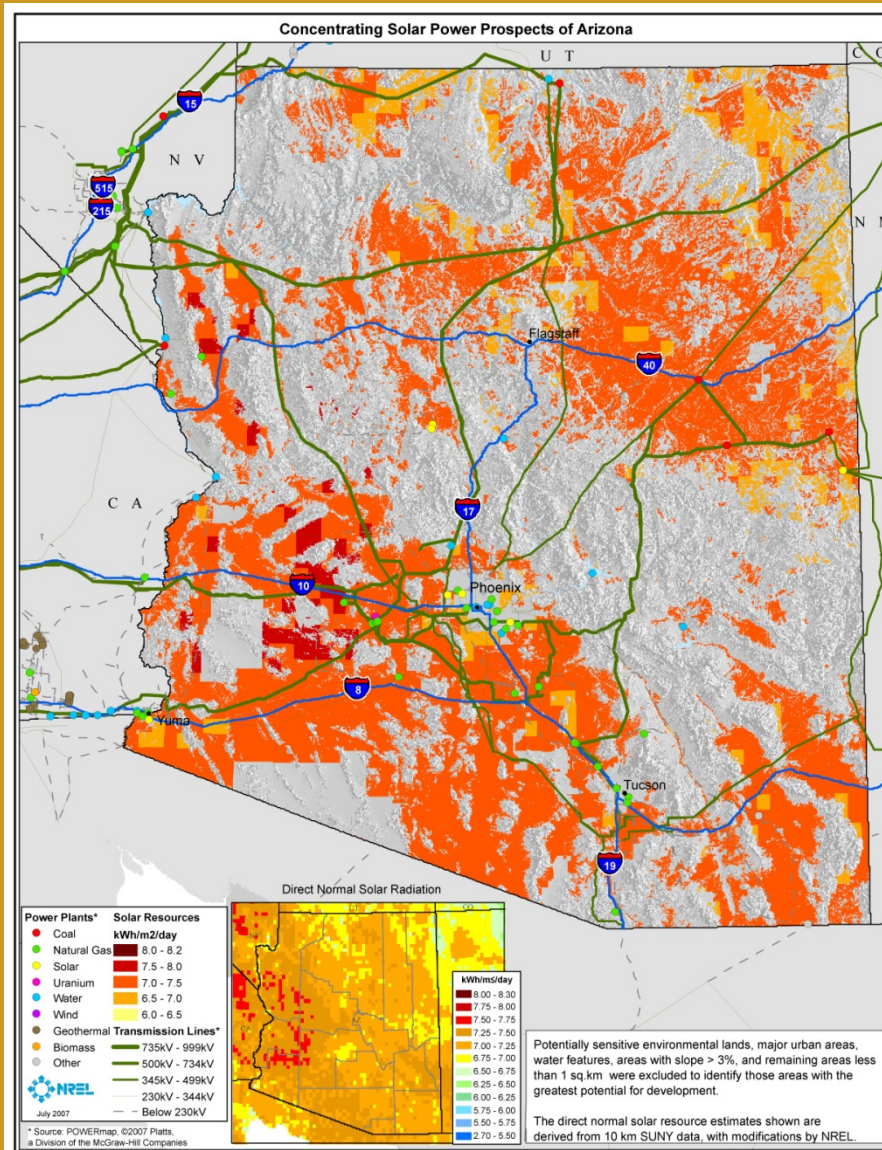 Concentrating Solar Power Prospects of Arizona
U T
C O
15
N V
515
215
N M
Flagstaff
40
C A
17
Phoenix
10
8
Yuma
Tucson
19
Direct Normal Solar Radiation
Power Plants*
Coal
Natural Gas
Solar
Uranium
Water
Wind
Geothermal
Biomass
Other
Solar Resources
kWh/m2/day
8.0 - 8.2
7.5 - 8.0
7.0 - 7.5
6.5 - 7.0
6.0 - 6.5
Transmission Lines*
735kV - 999kV
500kV - 734kV
345kV - 499kV
230kV - 344kV
Below 230kV
NREL
July 2007
* Source: POWERmap, ©2007 Platts,
a Division of the McGraw-Hill Companies
kWh/m≤/day
8.00 - 8.30
7.75 - 8.00
7.50 - 7.75
7.25 - 7.50
7.00 - 7.25
6.75 - 7.00
6.50 - 6.75
6.25 - 6.50
6.00 - 6.25
5.75 - 6.00
5.50 - 5.75
2.70 - 5.50
Potentially sensitive environmental lands, major urban areas,
water features, areas with slope > 3%, and remaining areas less
than 1 sq.km were excluded to identify those areas with the
greatest potential for development.
The direct normal solar resource estimates shown are
derived from 10 km SUNY data, with modifications by NREL.